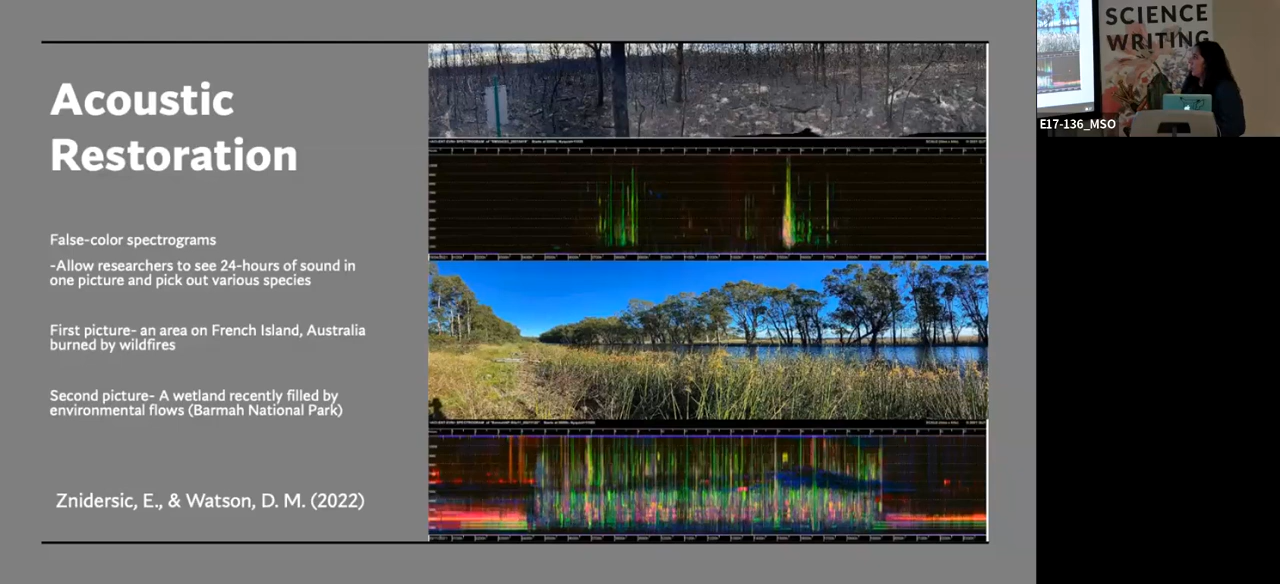 Acoustic
Restoration
False-color spectrograms
-Allow researchers to see 24-hours of sound in
one picture and pick out various species
First picture- an area on French Island, Australia
burned by wildfires
Second picture- A wetland recently filled by
environmental flows (Barmah National Park)
Znidersic, E., & Watson, D. M. (2022)
SCIENCE
WRITING
E17-136_MSO